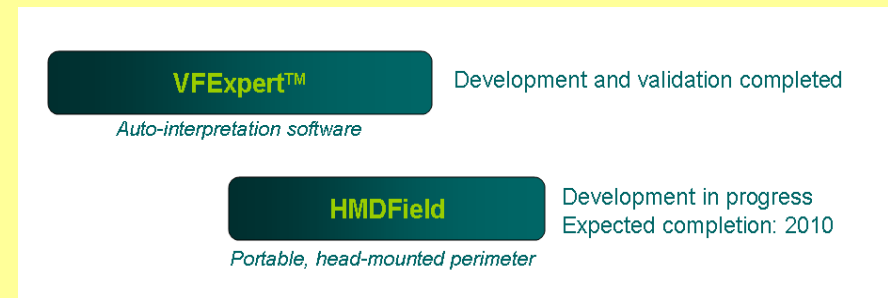 VFExpert™
Development and validation completed
Auto-interpretation software
HMDField
Development in progress
Expected completion: 2010
Portable, head-mounted perimeter